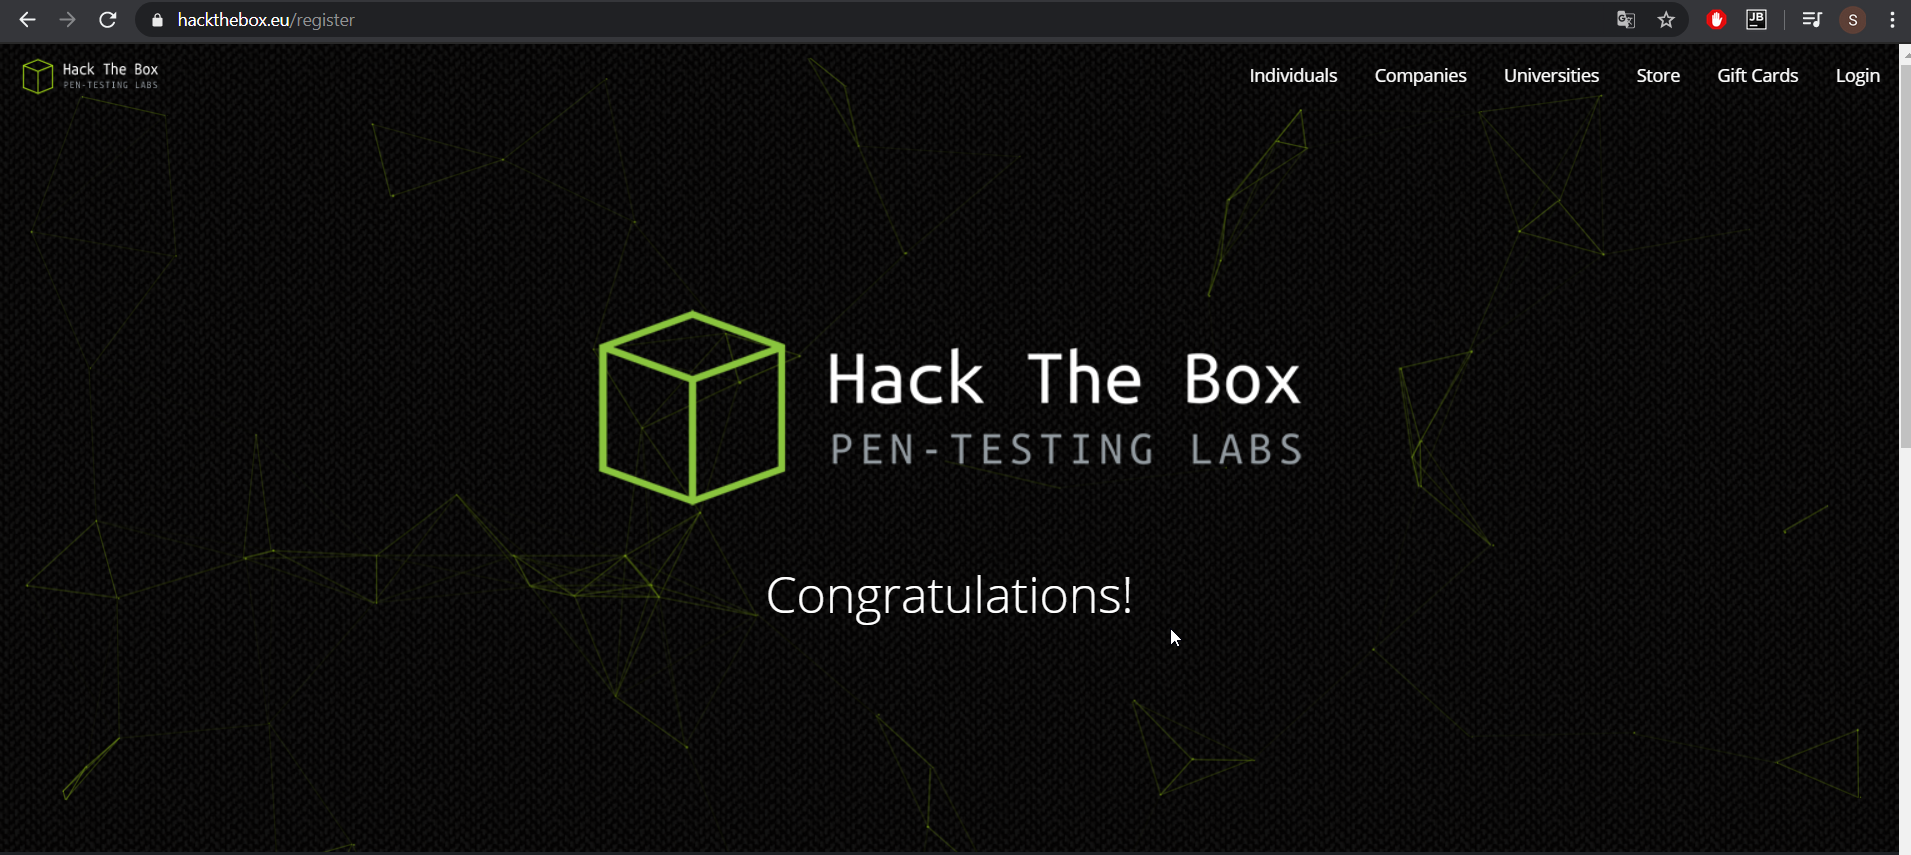 hackthebox.eu/register
JB
S
Hack The Box
PEN-TESTING LABS
Individuals
Companies
Universities
Store
Gift Cards
Login
Hack The Box
PEN-TESTING LABS
Congratulations!